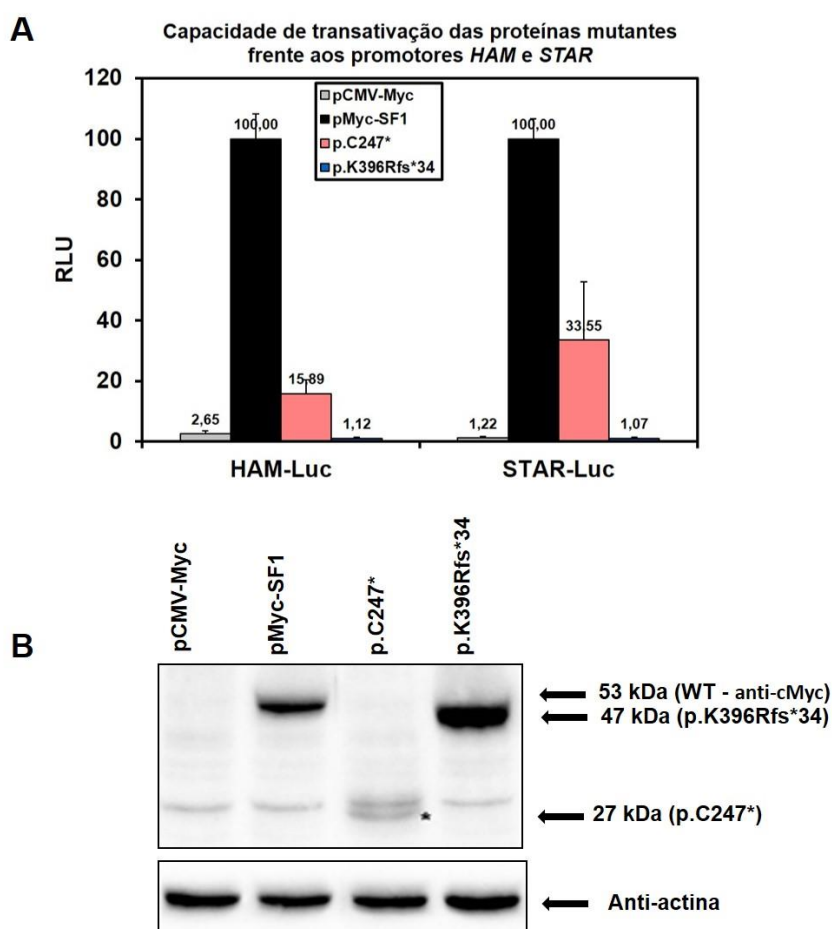 A
Capacidade de transativação das proteínas mutantes
frente aos promotores HAM e STAR
120
100
80
60
40
20
0
RLU
pCMV-Myc
pMyc-SF1
p.C247*
p.K396Rfs*34
2,65
100,00
15,89
1,12
1,22
100,00
33,55
1,07
HAM-Luc
STAR-Luc
B
pCMV-Myc
pMyc-SF1
p.C247*
p.K396Rfs*34
53 kDa (WT - anti-cMyc)
47 kDa (p.K396Rfs*34)
*
27 kDa (p.C247*)
Anti-actina